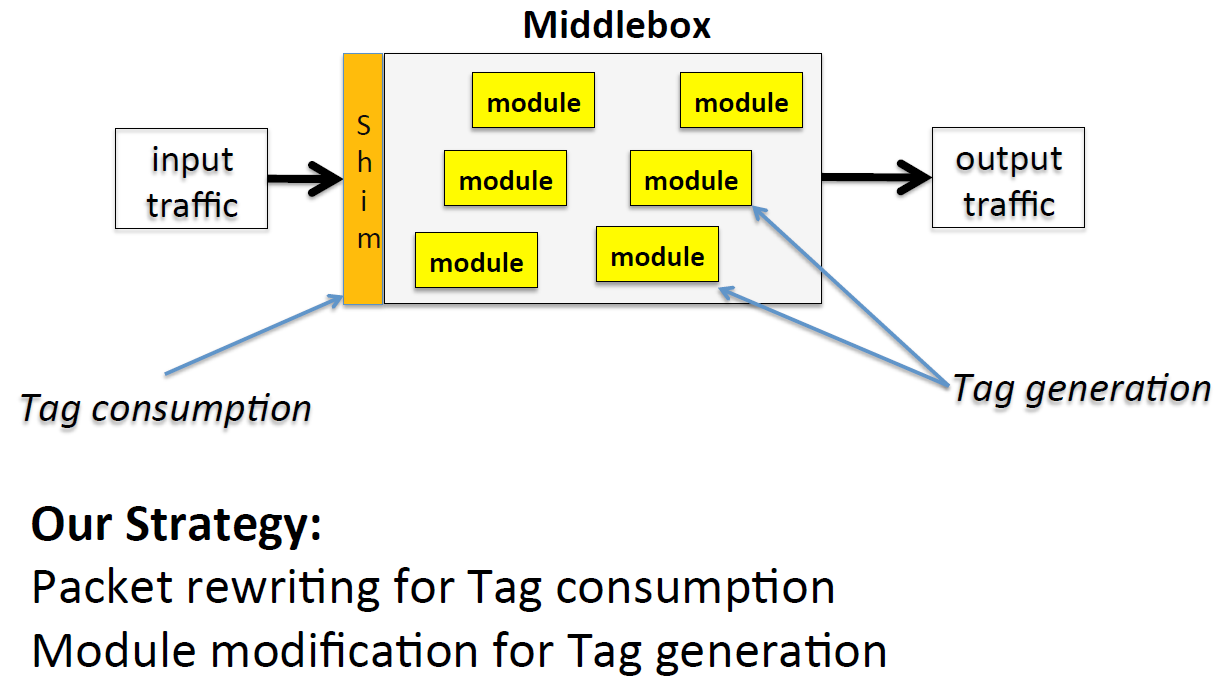 Middlebox
input
traffic
Shim
module
module
module
module
module
module
output
traffic
Tag consumption
Tag generation
Our Strategy:
Packet rewriting for Tag consumption
Module modification for Tag generation